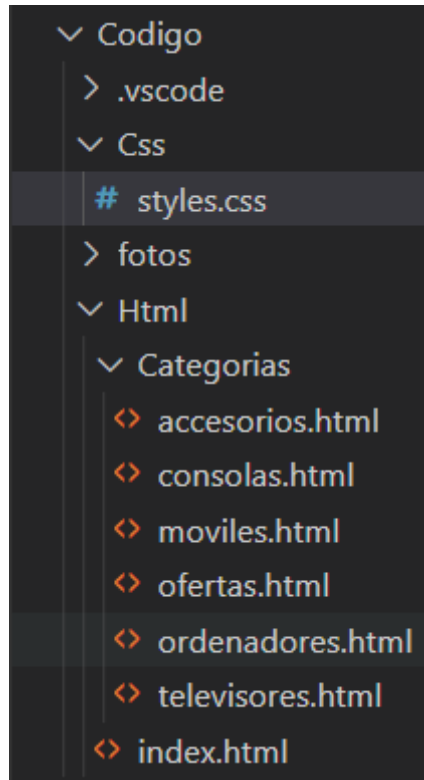 Codigo
.vscode
Css
# styles.css
fotos
Html
Categorias
<> accesorios.html
<> consolas.html
<> moviles.html
<> ofertas.html
<> ordenadores.html
<> televisores.html
<> index.html